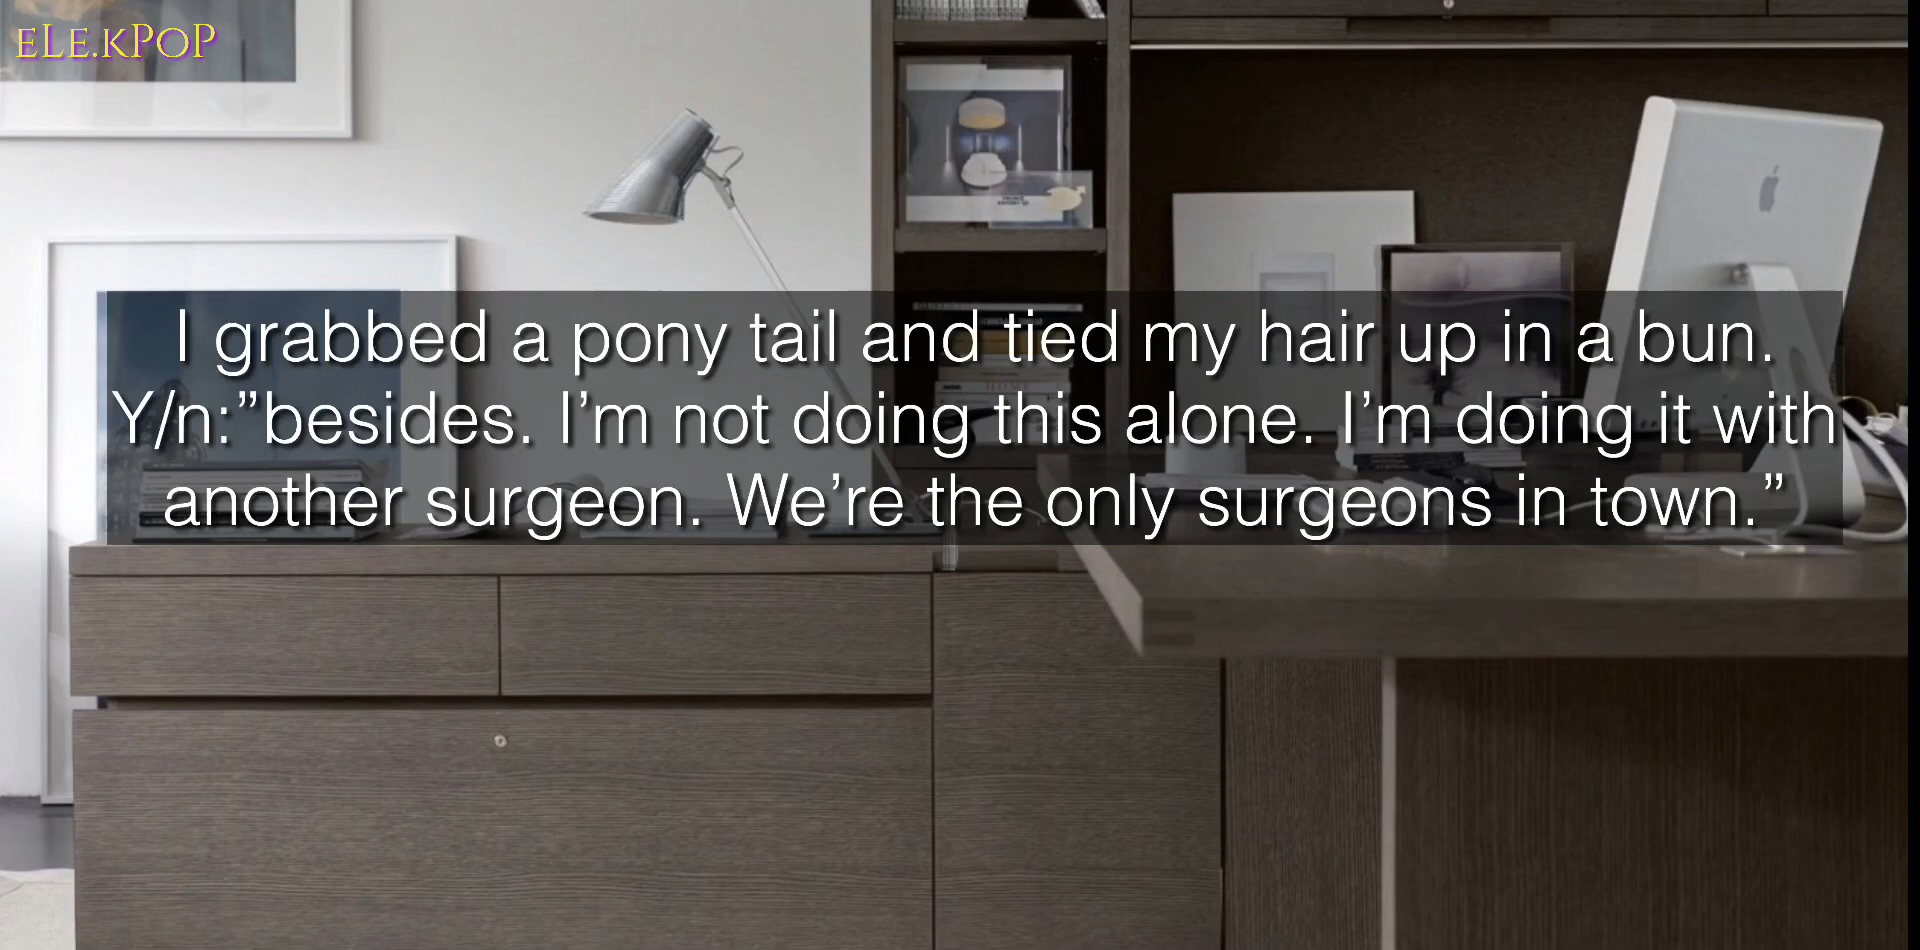 ELE.KPOP
I grabbed a pony tail and tied my hair up in a bun.
Y/n:”besides. I’m not doing this alone. I’m doing it with
another surgeon. We’re the only surgeons in town.”